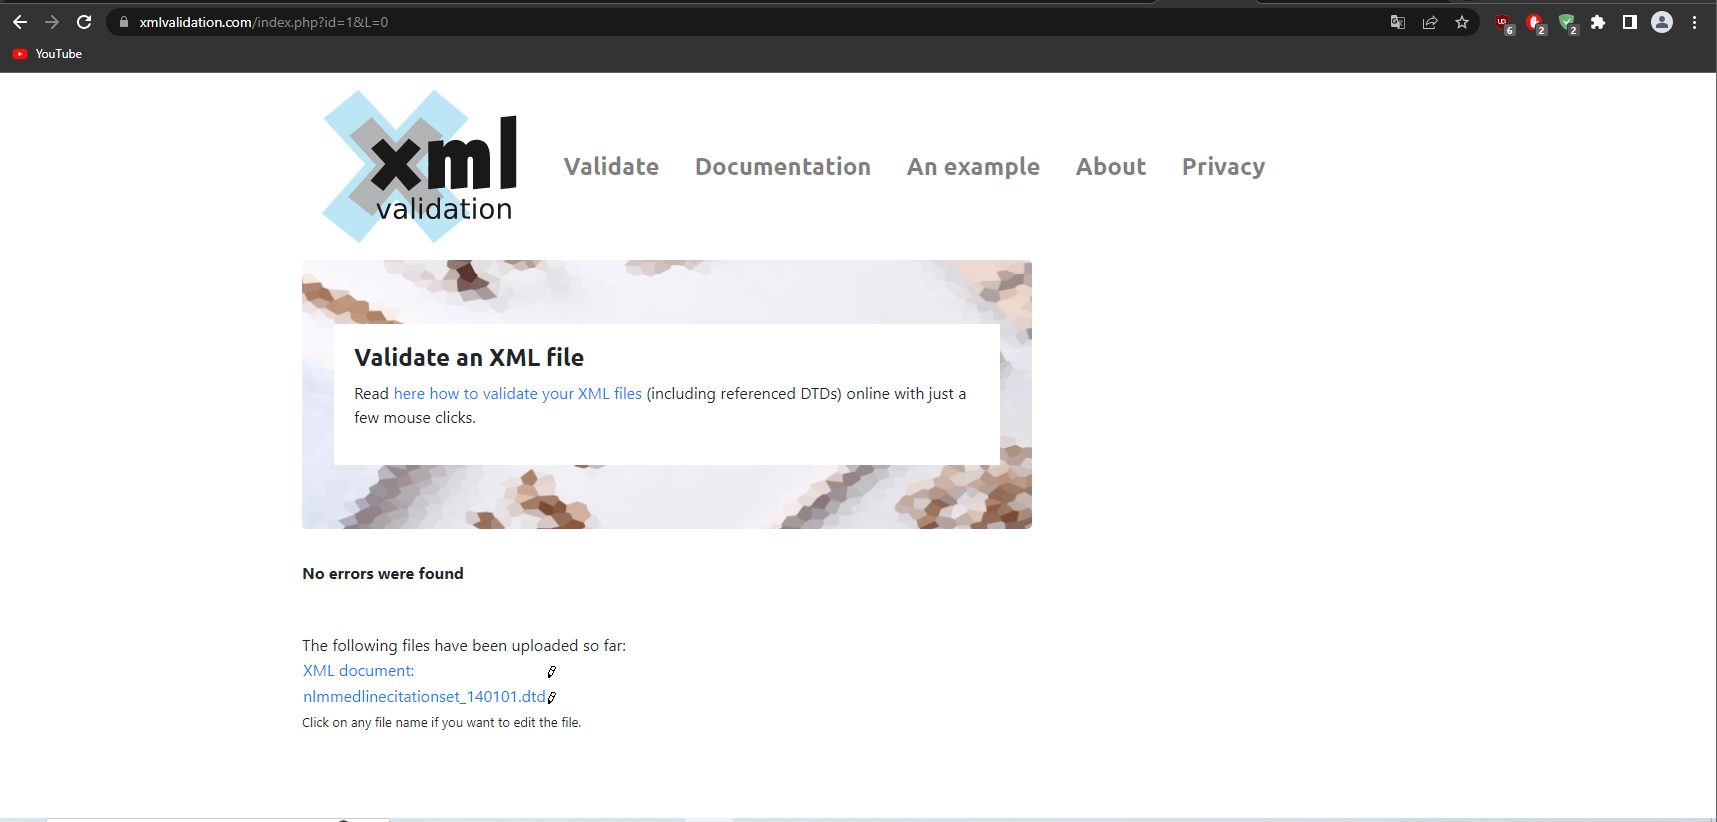 xmlvalidation.com/index.php?id=1&L=0
6
2
2
YouTube
xml
validation
Validate
Documentation
An example
About
Privacy
Validate an XML file
Read here how to validate your XML files (including referenced DTDs) online with just a
few mouse clicks.
No errors were found
The following files have been uploaded so far:
XML document:
nlmmedlinecitationset_140101.dtd
Click on any file name if you want to edit the file.